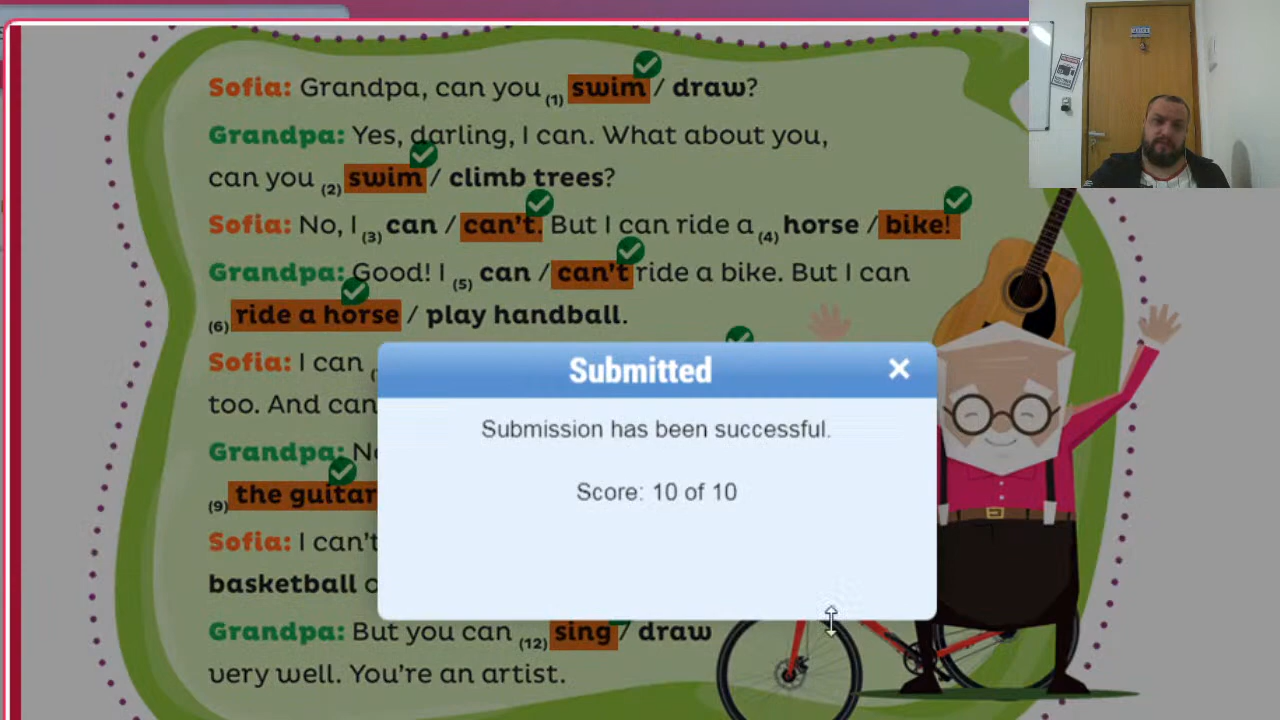 Sofia: Grandpa, can you (1) swim / draw?
Grandpa: Yes, darling, I can. What about you,
can you (2) swim / climb trees?
Sofia: No, I (3) can / can't. But I can ride a (4) horse / bike!
Grandpa: Good! I (5) can / can't ride a bike. But I can
(6) ride a horse / play handball.
Sofia: I can
too. And can
Grandpa:
(9) the guitar
Sofia: I can't
basketball
Grandpa: But you can (12) sing / draw
very well. You're an artist.
Submitted
Submission has been successful.
Score: 10 of 10